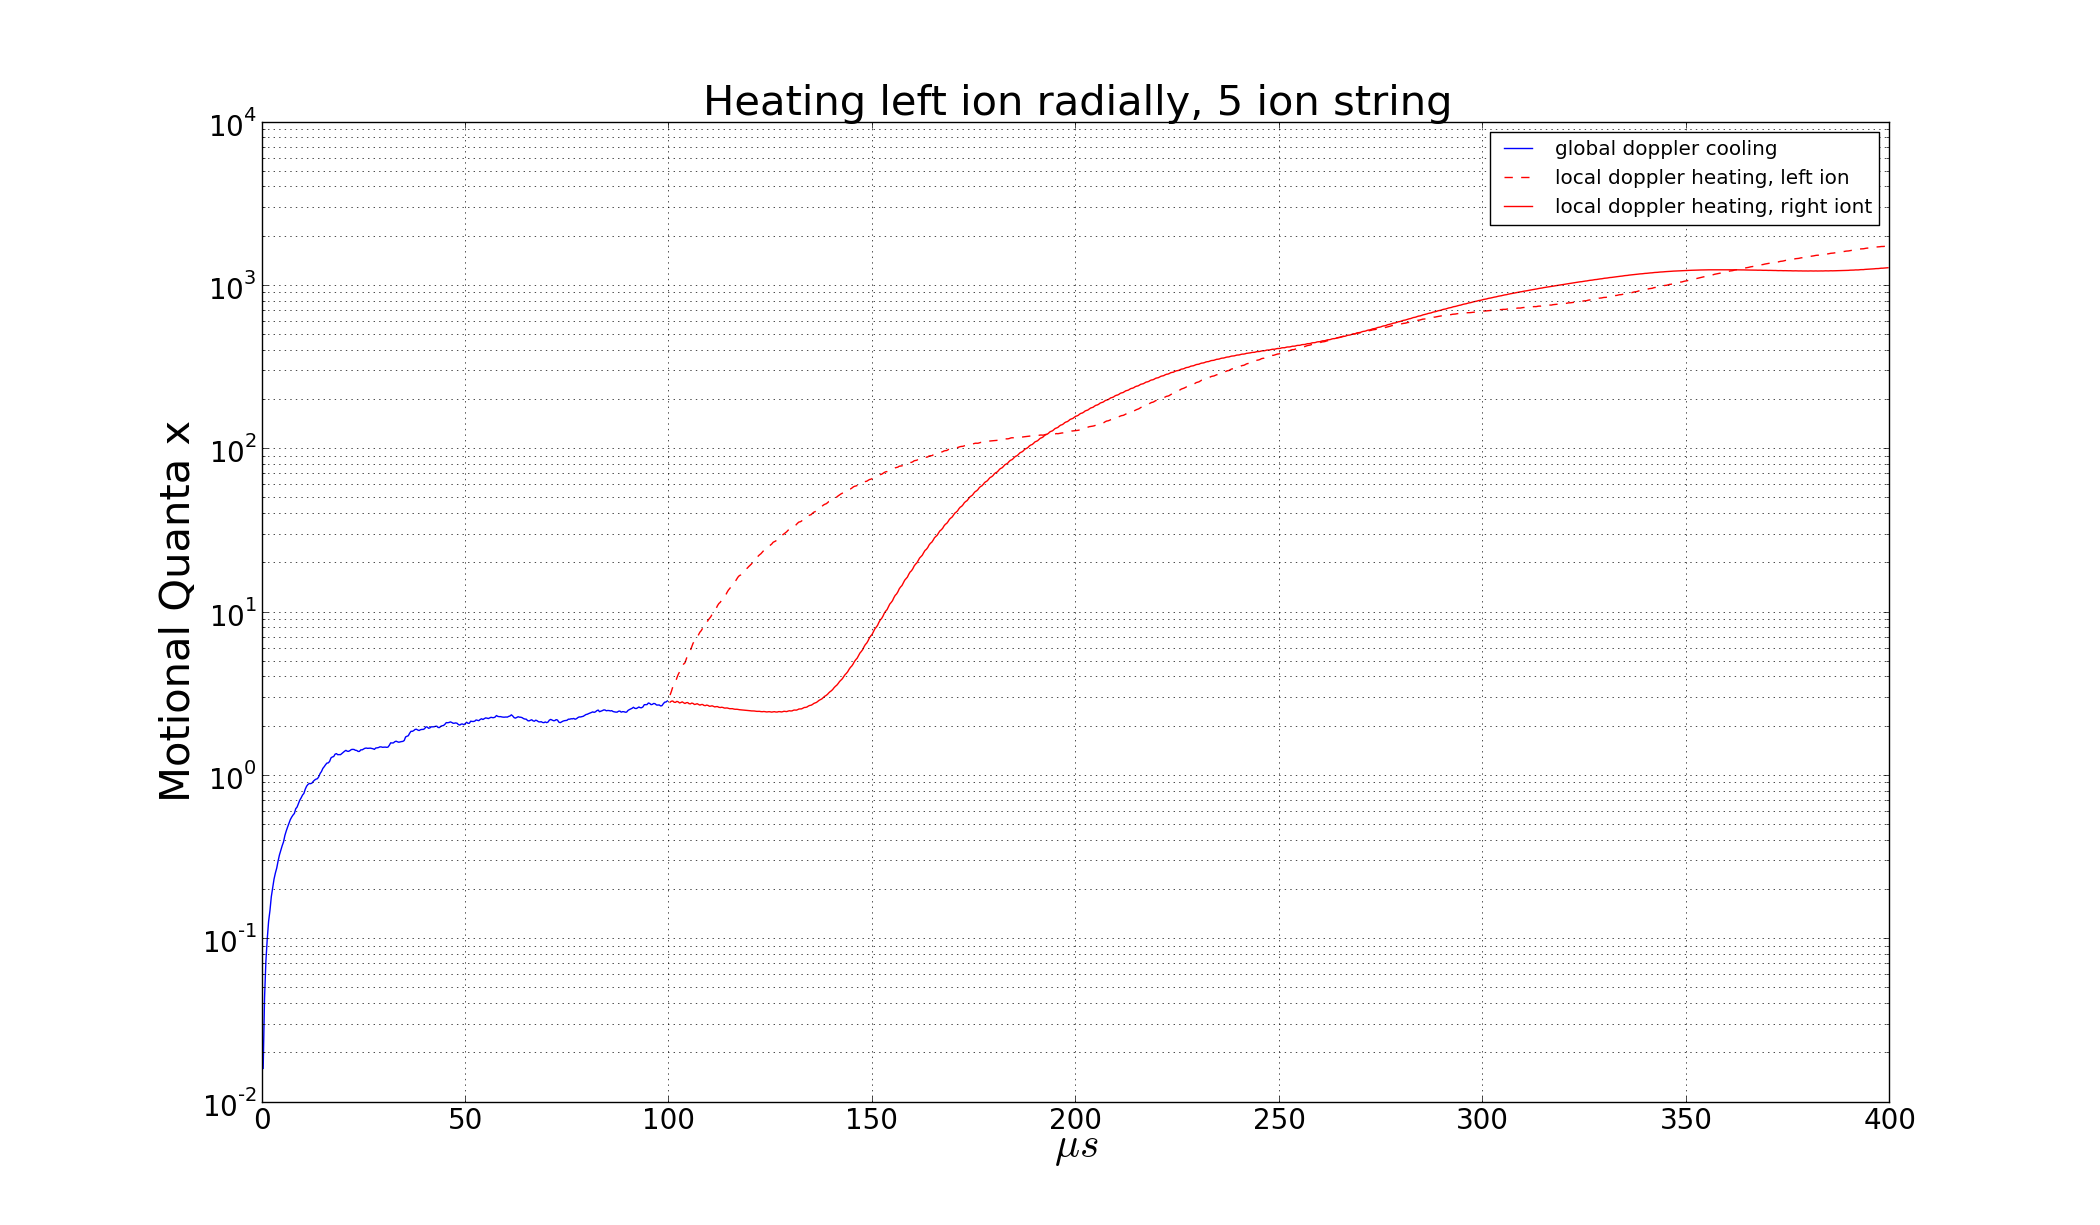 Heating left ion radially, 5 ion string
global doppler cooling
local doppler heating, left ion
local doppler heating, right iont
Motional Quanta x
10^4
10^3
10^2
10^1
10^0
10^-1
10^-2
0 50 100 150 200 250 300 350 400
μs